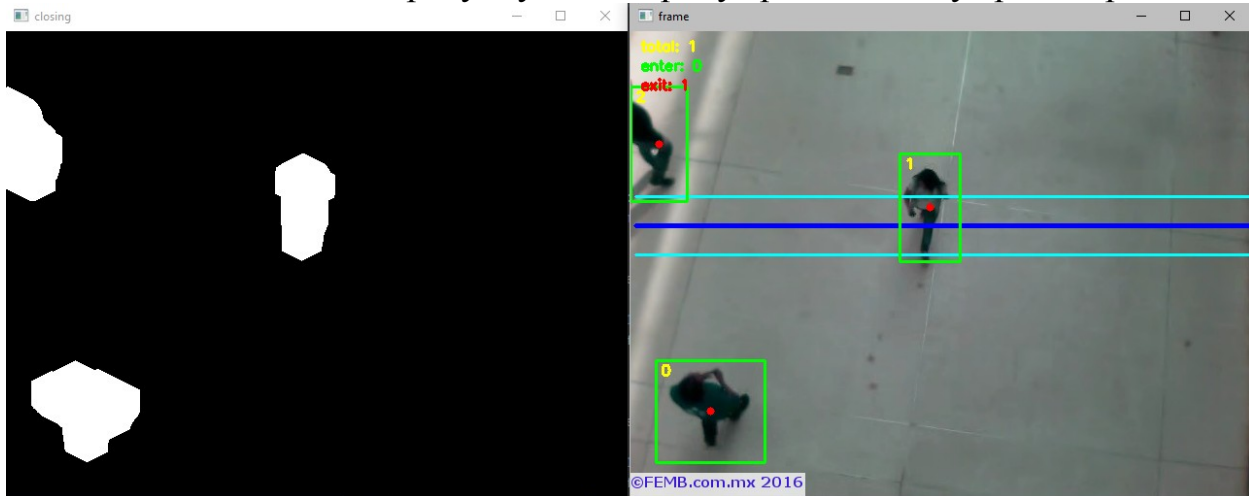 closing
frame
total: 1
enter: 0
exit: 1
1
0
©FEMB.com.mx 2016